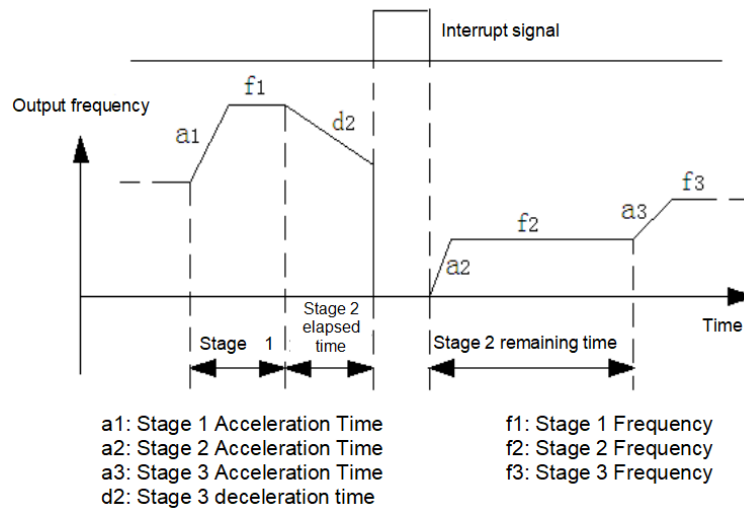 Interrupt signal
Output frequency
f1
a1
d2
f3
a3
f2
a2
Time
Stage 1
Stage 2
elapsed
time
Stage 2 remaining time
a1: Stage 1 Acceleration Time
a2: Stage 2 Acceleration Time
a3: Stage 3 Acceleration Time
d2: Stage 3 deceleration time
f1: Stage 1 Frequency
f2: Stage 2 Frequency
f3: Stage 3 Frequency